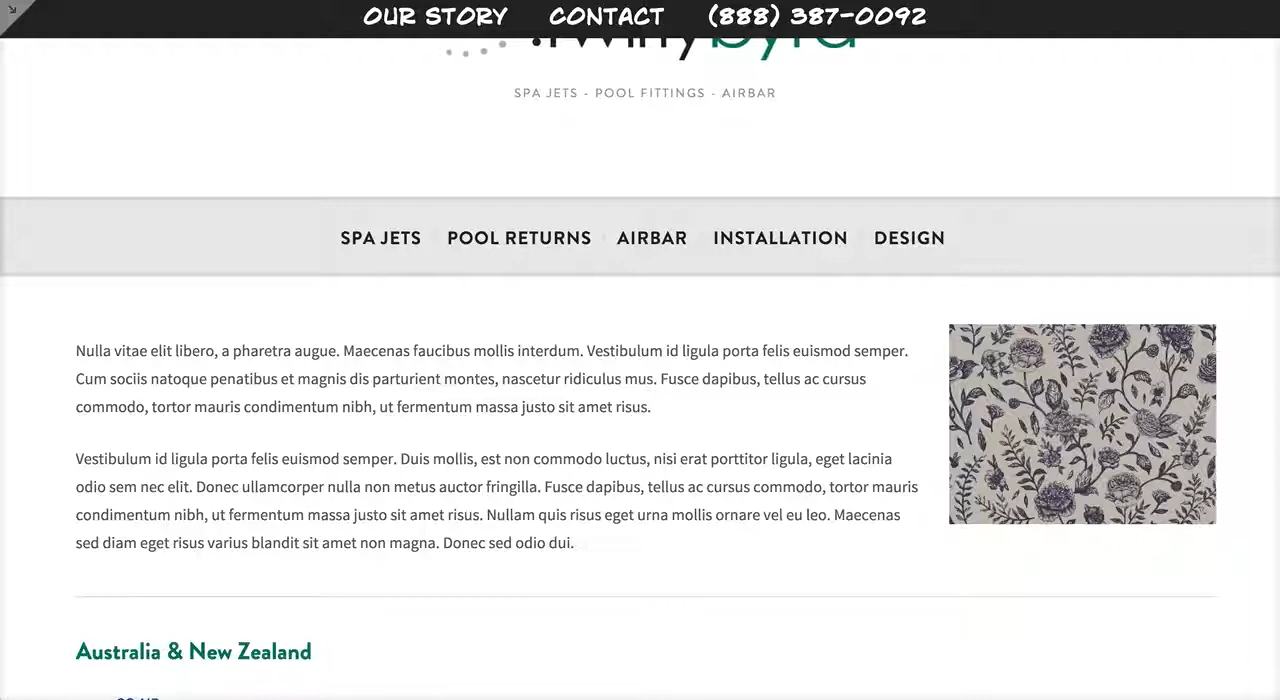 OUR STORY CONTACT (888) 387-0092
SPA JETS - POOL FITTINGS - AIRBAR
SPA JETS POOL RETURNS AIRBAR INSTALLATION DESIGN
Nulla vitae elit libero, a pharetra augue. Maecenas faucibus mollis interdum. Vestibulum id ligula porta felis euismod semper.
Cum sociis natoque penatibus et magnis dis parturient montes, nascetur ridiculus mus. Fusce dapibus, tellus ac cursus
commodo, tortor mauris condimentum nibh, ut fermentum massa justo sit amet risus.
Vestibulum id ligula porta felis euismod semper. Duis mollis, est non commodo luctus, nisi erat porttitor ligula, eget lacinia
odio sem nec elit. Donec ullamcorper nulla non metus auctor fringilla. Fusce dapibus, tellus ac cursus commodo, tortor mauris
condimentum nibh, ut fermentum massa justo sit amet risus. Nullam quis risus eget urna mollis ornare vel eu leo. Maecenas
sed diam eget risus varius blandit sit amet non magna. Donec sed odio dui.
Australia & New Zealand